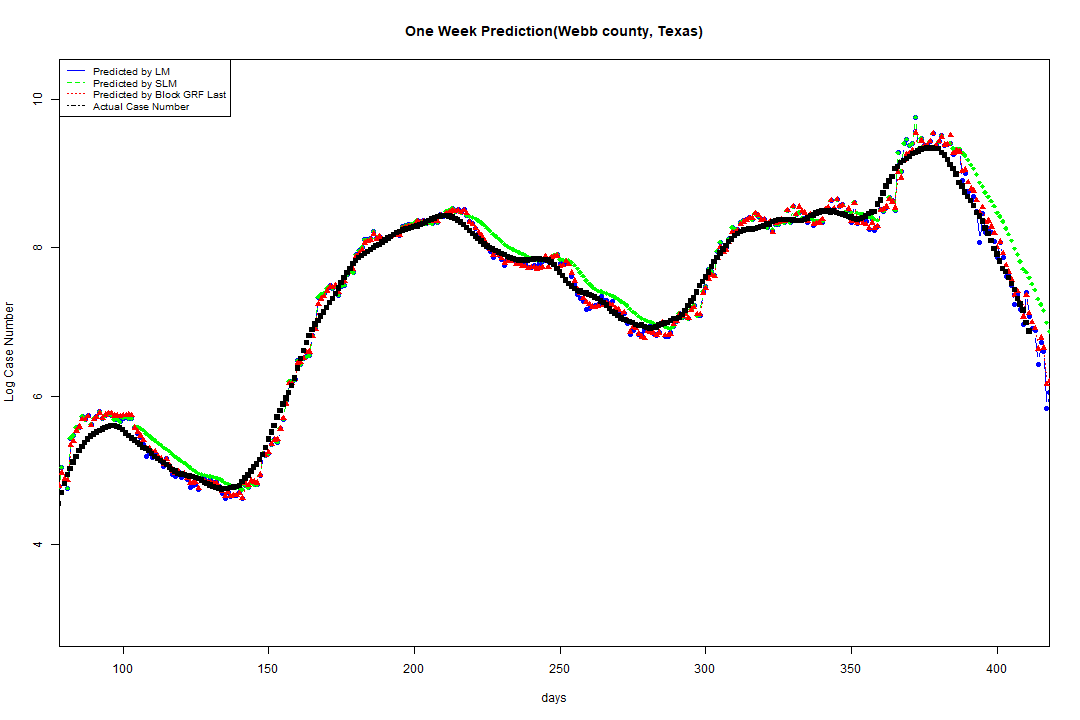 One Week Prediction(Webb county, Texas)
Predicted by LM
Predicted by SLM
Predicted by Block GRF Last
Actual Case Number
10
8
6
4
Log Case Number
100 150 200 250 300 350 400
days